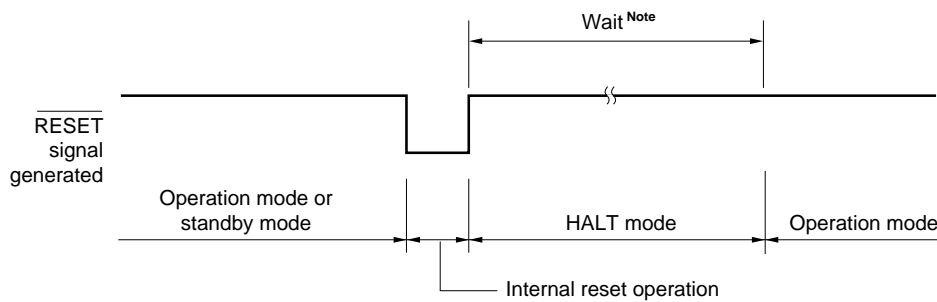 Wait Note
RESET
signal
generated
Operation mode or
standby mode
HALT mode
Operation mode
Internal reset operation